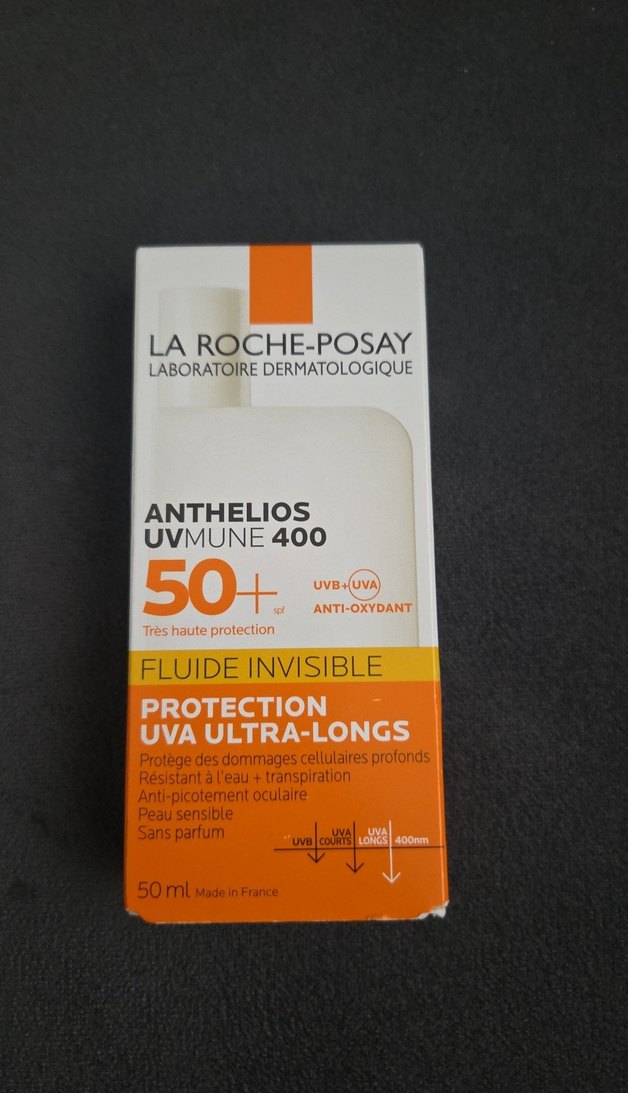 LA ROCHE-POSAY
LABORATOIRE DERMATOLOGIQUE
ANTHELIOS
UVMUNE 400
50+ spf
Très haute protection
UVB+UVA
ANTI-OXYDANT
FLUIDE INVISIBLE
PROTECTION
UVA ULTRA-LONGS
Protège des dommages cellulaires profonds
Résistant à l'eau + transpiration
Anti-picotement oculaire
Peau sensible
Sans parfum
UVB
UVA
COURTS
UVA
LONGS
400nm
50 ml Made in France